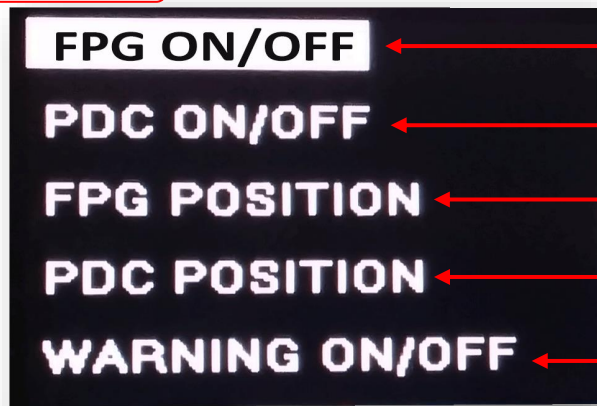 FPG ON/OFF
PDC ON/OFF
FPG POSITION
PDC POSITION
WARNING ON/OFF